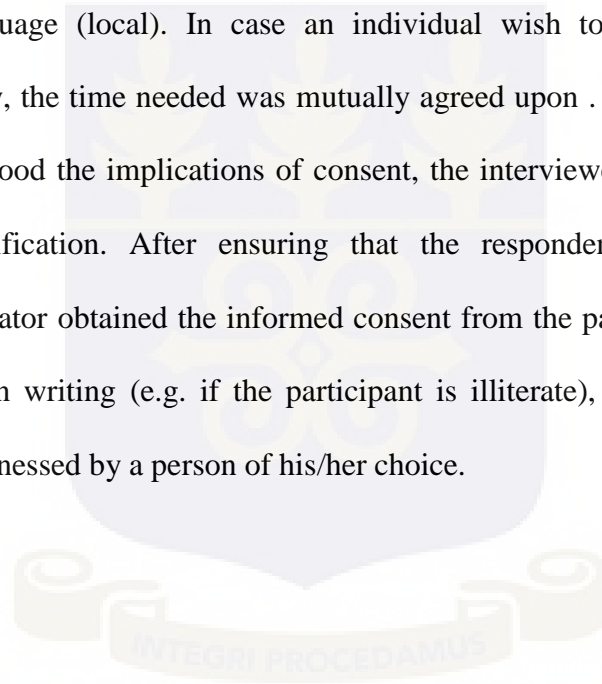 uage (local). In case an individual wish to
, the time needed was mutually agreed upon .
ood the implications of consent, the interviewe
ification. After ensuring that the responden
ator obtained the informed consent from the pa
n writing (e.g. if the participant is illiterate),
nessed by a person of his/her choice.
INTEGRI PROCEDAMUS